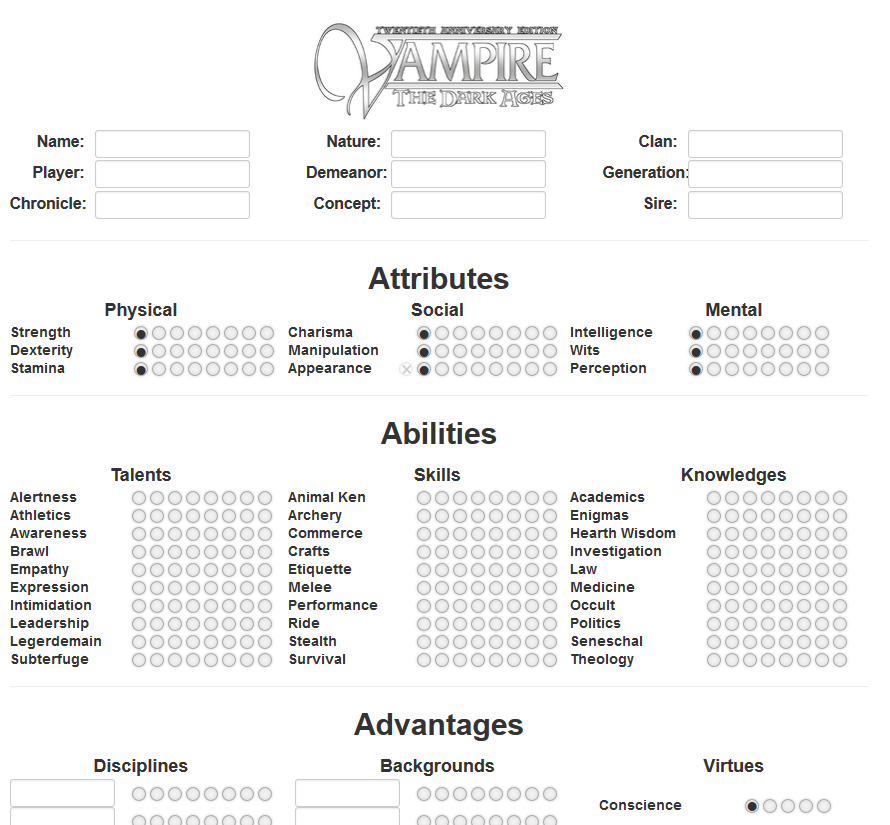 TWENTIETH ANNIVERSARY EDITION
VAMPIRE
THE DARK AGES
Name: Nature: Clan:
Player: Demeanor: Generation:
Chronicle: Concept: Sire:
Attributes
Physical Social Mental
Strength Charisma Intelligence
Dexterity Manipulation Wits
Stamina Appearance Perception
Abilities
Talents Skills Knowledges
Alertness Animal Ken Academics
Athletics Archery Enigmas
Awareness Commerce Hearth Wisdom
Brawl Crafts Investigation
Empathy Etiquette Law
Expression Melee Medicine
Intimidation Performance Occult
Leadership Ride Politics
Legerdemain Stealth Seneschal
Subterfuge Survival Theology
Advantages
Disciplines Backgrounds Virtues
Conscience